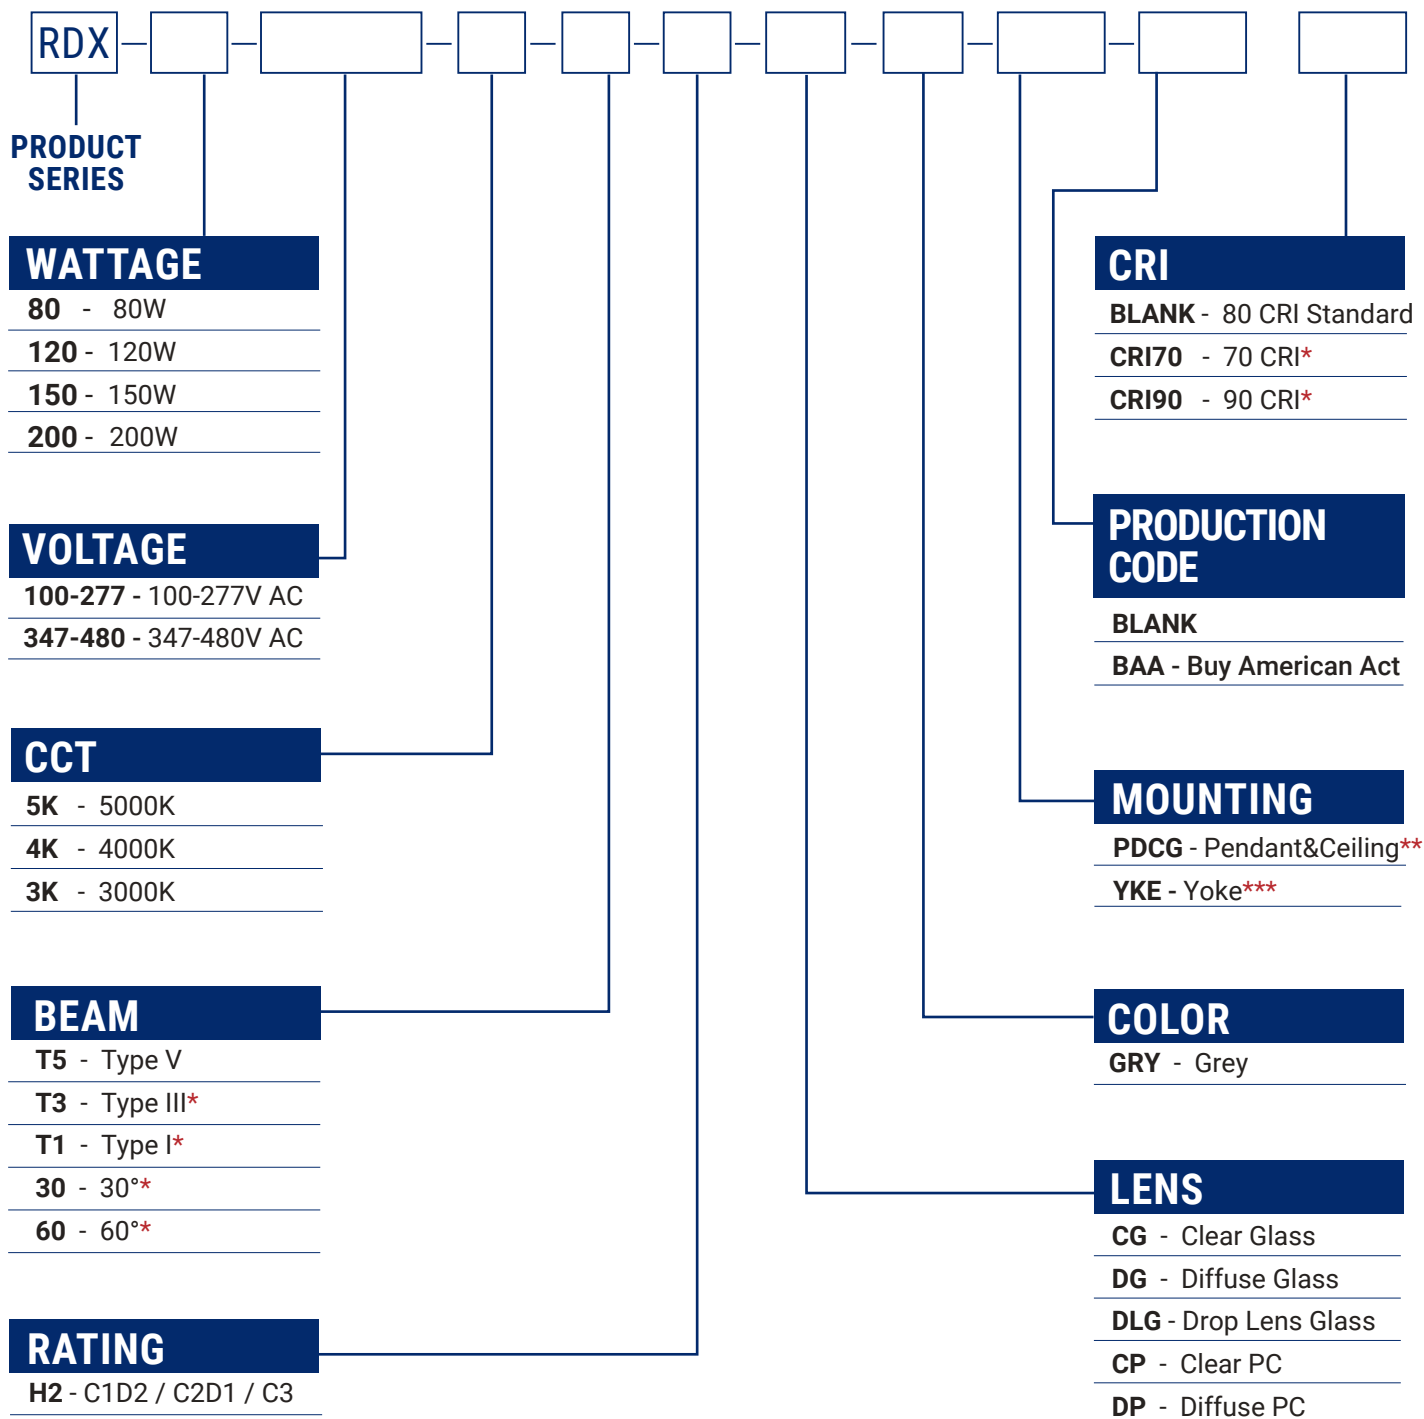 RDX
PRODUCT
SERIES
WATTAGE
80 - 80W
120 - 120W
150 - 150W
200 - 200W
VOLTAGE
100-277 - 100-277V AC
347-480 - 347-480V AC
CCT
5K - 5000K
4K - 4000K
3K - 3000K
BEAM
T5 - Type V
T3 - Type III*
T1 - Type I*
30 - 30°*
60 - 60°*
RATING
H2 - C1D2 / C2D1 / C3
CRI
BLANK - 80 CRI Standard
CRI70 - 70 CRI*
CRI90 - 90 CRI*
PRODUCTION
CODE
BLANK
BAA - Buy American Act
MOUNTING
PDCG - Pendant&Ceiling**
YKE - Yoke***
COLOR
GRY - Grey
LENS
CG - Clear Glass
DG - Diffuse Glass
DLG - Drop Lens Glass
CP - Clear PC
DP - Diffuse PC